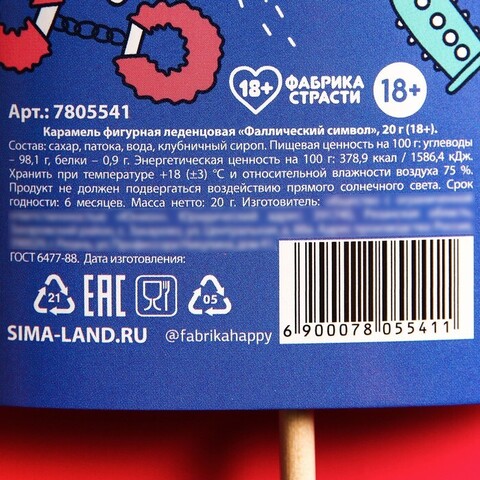 18+
ФАБРИКА
СТРАСТИ
18+
Арт.: 7805541
Карамель фигурная леденцовая «Фаллический символ», 20 г (18+).
Состав: сахар, патока, вода, клубничный сироп. Пищевая ценность на 100 г: углеводы
– 98,1 г, белки – 0,9 г. Энергетическая ценность на 100 г: 378,9 ккал / 1586,4 кДж.
Хранить при температуре +18 (±3) °С и относительной влажности воздуха 75 %.
Продукт не должен подвергаться воздействию прямого солнечного света. Срок
годности: 6 месяцев. Масса нетто: 20 г.
ГОСТ 6477-88. Дата изготовления:
21
EAC
05
SIMA-LAND.RU
@fabrikahappy
6 900078 055411